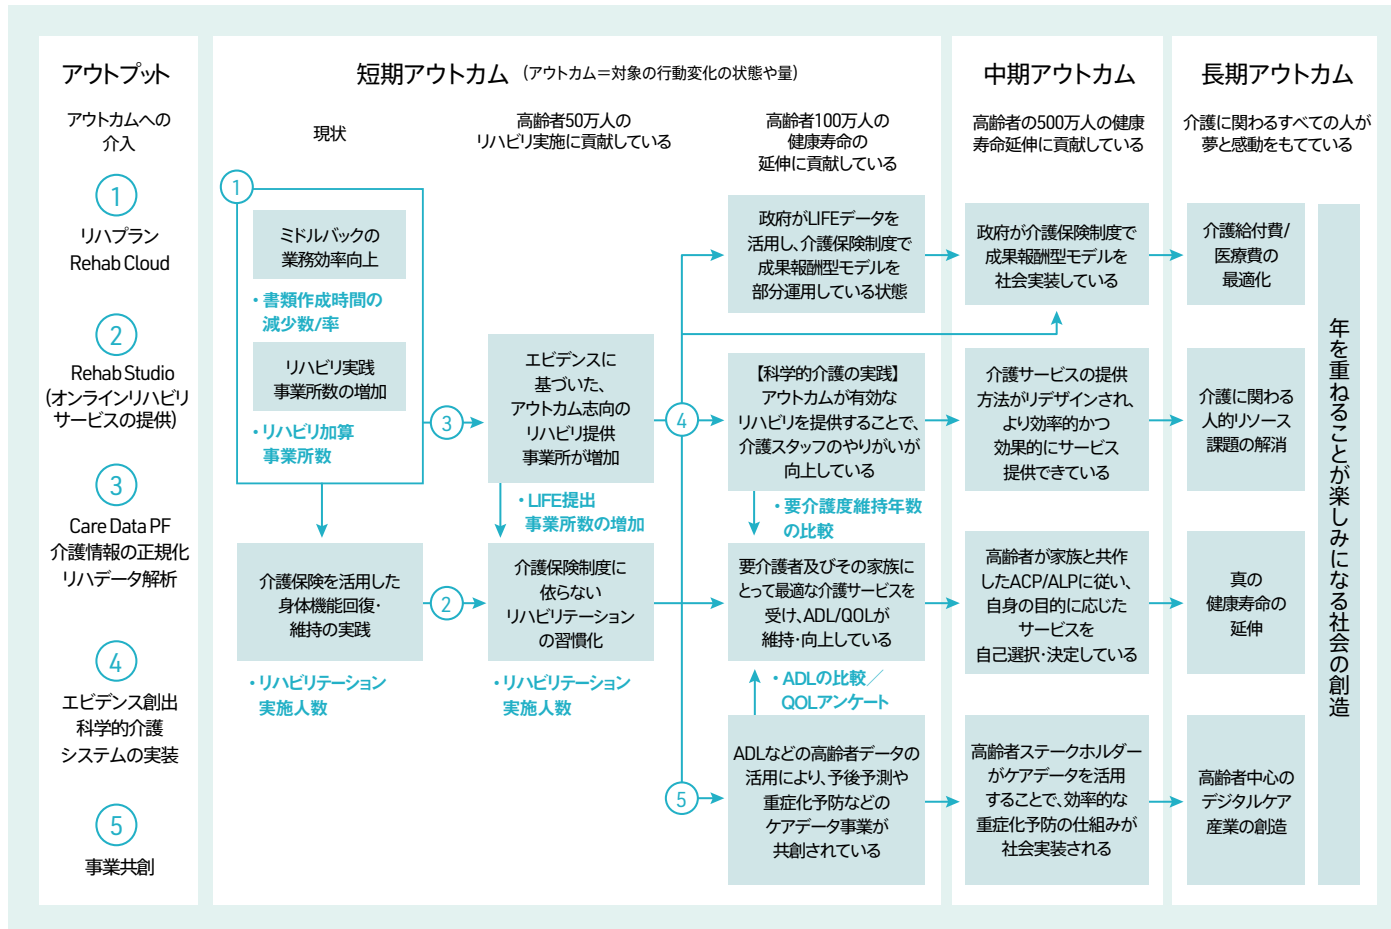 アウトプット
アウトカムへの
介入
1
リハプラン
Rehab Cloud
2
Rehab Studio
(オンラインリハビリ
サービスの提供)
3
Care Data PF
介護情報の正規化
リハデータ解析
4
エビデンス創出
科学的介護
システムの実装
5
事業共創
短期アウトカム (アウトカム=対象の行動変化の状態や量)
現状
1
ミドルバックの
業務効率向上
・書類作成時間の
減少数/率
リハビリ実践
事業所数の増加
・リハビリ加算
事業所数
介護保険を活用した
身体機能回復・
維持の実践
・リハビリテーション
実施人数
3
2
高齢者50万人の
リハビリ実施に貢献している
エビデンスに
基づいた、
アウトカム志向の
リハビリ提供
事業所が増加
・LIFE提出
事業所数の増加
介護保険制度に
依らない
リハビリテーション
の習慣化
・リハビリテーション
実施人数
4
5
高齢者100万人の
健康寿命の
延伸に貢献している
政府がLIFEデータを
活用し、介護保険制度で
成果報酬型モデルを
部分運用している状態
【科学的介護の実践】
アウトカムが有効な
リハビリを提供することで、
介護スタッフのやりがいが
向上している
・要介護度維持年数
の比較
要介護者及びその家族に
とって最適な介護サービスを
受け、ADL/QOLが
維持・向上している
・ADLの比較／
QOLアンケート
ADLなどの高齢者データの
活用により、予後予測や
重症化予防などの
ケアデータ事業が
共創されている
中期アウトカム
高齢者の500万人の健康
寿命延伸に貢献している
政府が介護保険制度で
成果報酬型モデルを
社会実装している
介護サービスの提供
方法がリデザインされ、
より効率的かつ
効果的にサービス
提供できている
高齢者が家族と共作
したACP/ALPに従い、
自身の目的に応じた
サービスを
自己選択・決定している
高齢者ステークホルダー
がケアデータを活用
することで、効率的な
重症化予防の仕組みが
社会実装される
長期アウトカム
介護に関わるすべての人が
夢と感動をもてている
介護給付費/
医療費の
最適化
介護に関わる
人的リソース
課題の解消
真の
健康寿命の
延伸
高齢者中心の
デジタルケア
産業の創造
年を重ねることが楽しみになる社会の創造